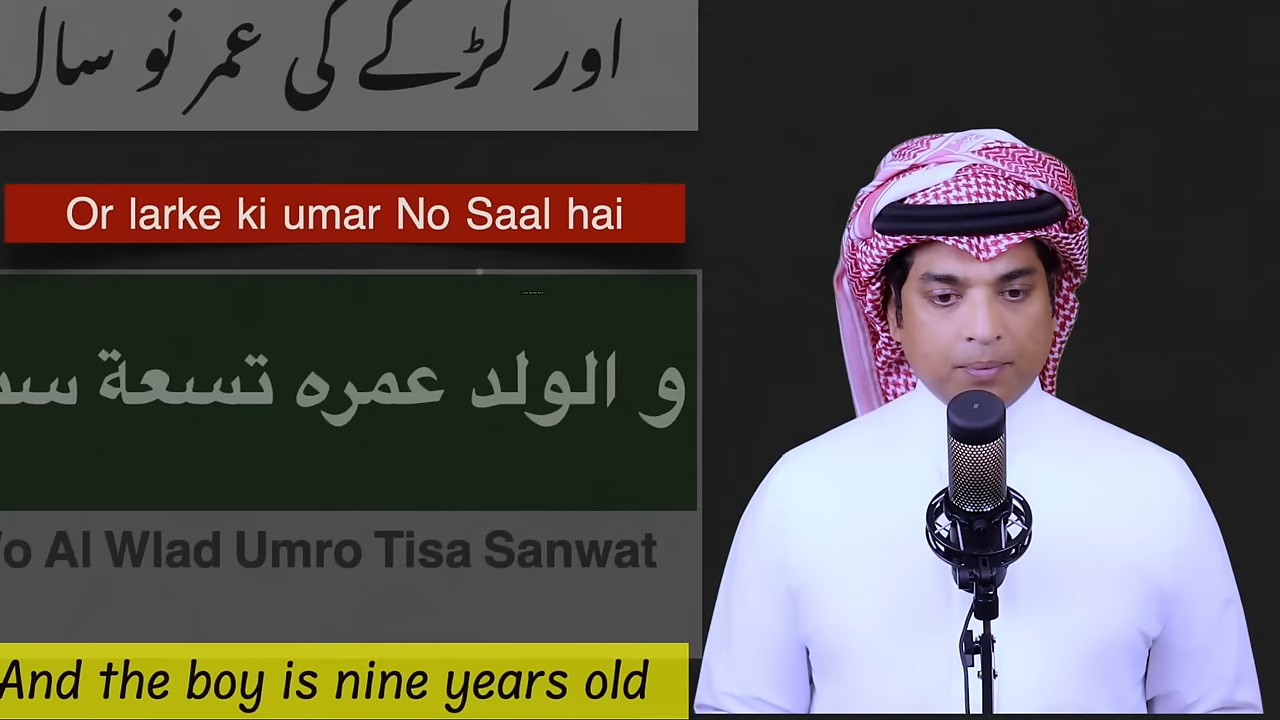 اور لڑکے کی عمر نو سال
Or larke ki umar No Saal hai
و الولد عمره تسعة
Al Wlad Umro Tisa Sanwat
And the boy is nine years old